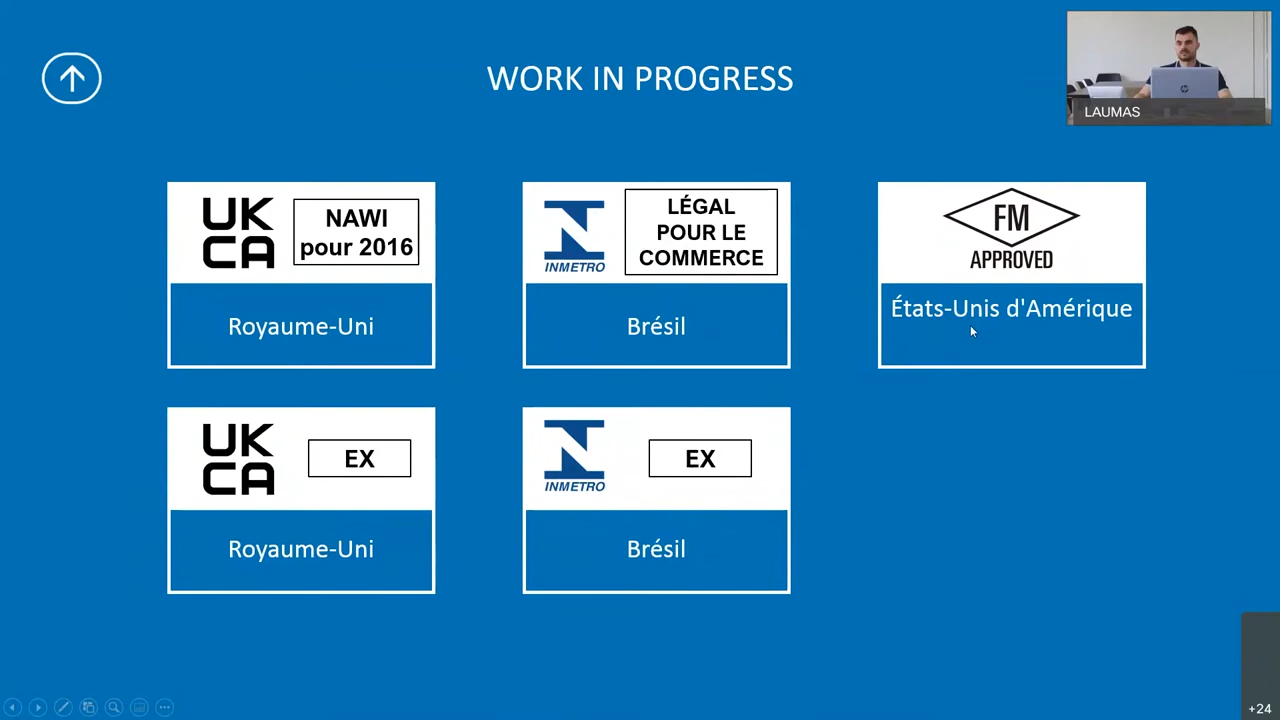 WORK IN PROGRESS
LAUMAS
UK
CA
NAWI
pour 2016
Royaume-Uni
INMETRO
LÉGAL
POUR LE
COMMERCE
Brésil
FM
APPROVED
États-Unis d'Amérique
UK
CA
EX
Royaume-Uni
INMETRO
EX
Brésil
+24